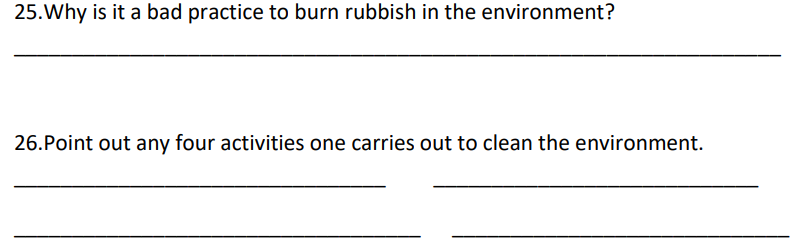 25.Why is it a bad practice to burn rubbish in the environment?
26.Point out any four activities one carries out to clean the environment.